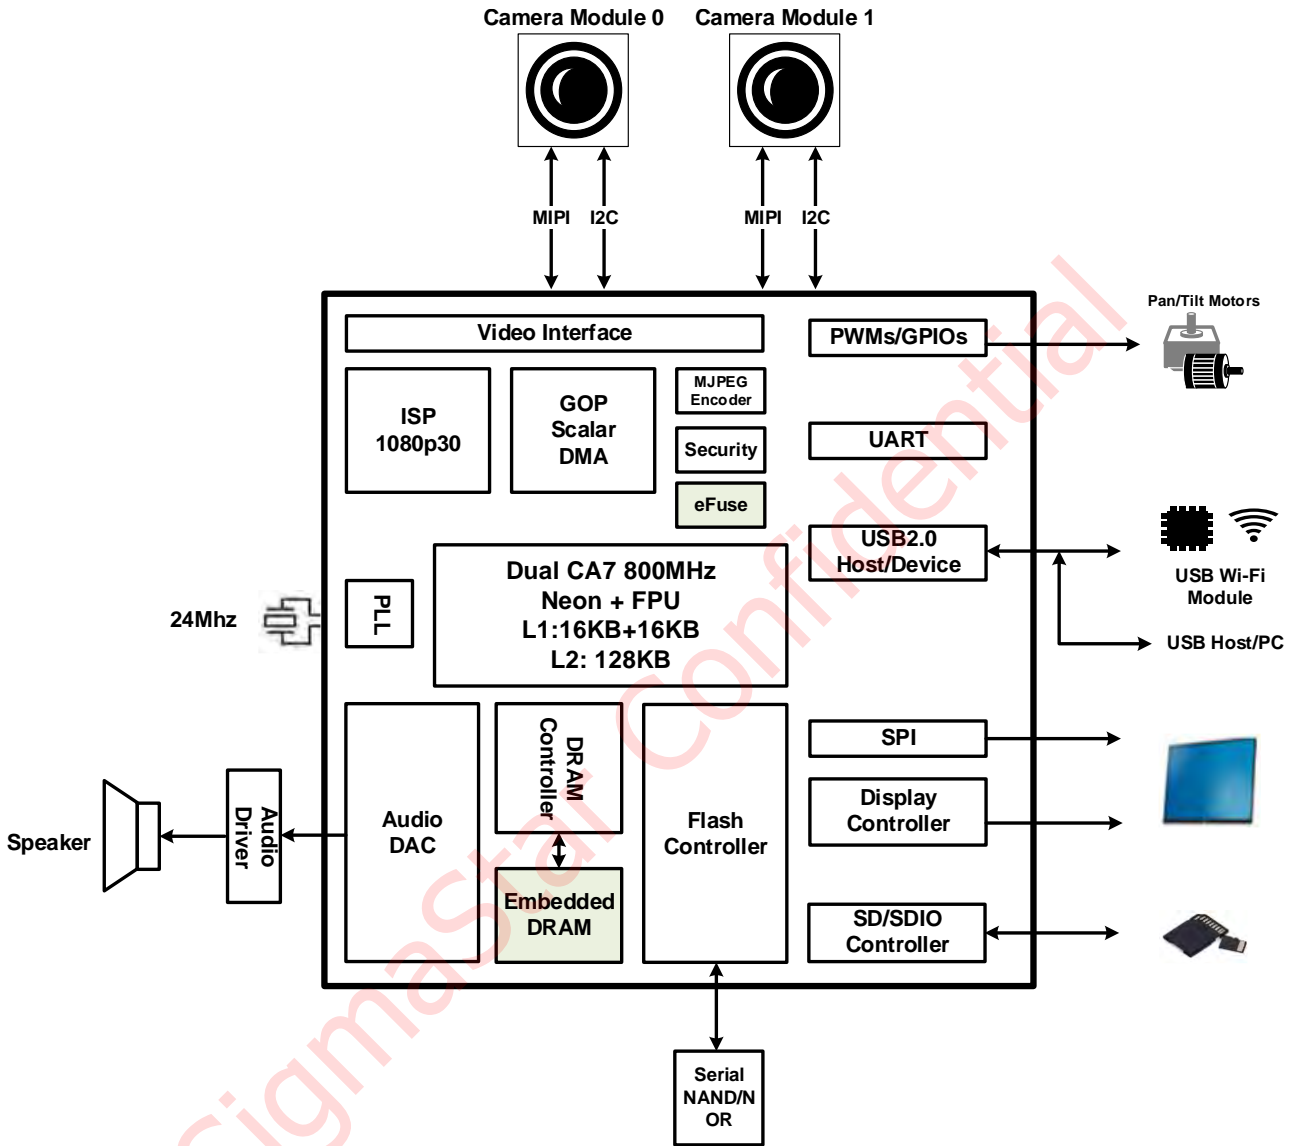 Camera Module 0
Camera Module 1
MIPI
I2C
MIPI
I2C
Pan/Tilt Motors
Video Interface
PWMs/GPIOs
ISP
1080p30
GOP
Scalar
DMA
MJPEG
Encoder
Security
eFuse
UART
USB2.0
Host/Device
USB Wi-Fi
Module
USB Host/PC
24Mhz
PLL
Dual CA7 800MHz
Neon + FPU
L1:16KB+16KB
L2: 128KB
Speaker
Audio
Driver
Audio
DAC
DRAM
Controller
Embedded
DRAM
Flash
Controller
SPI
Display
Controller
SD/SDIO
Controller
Serial
NAND/N
OR
SigmaStar Confidential